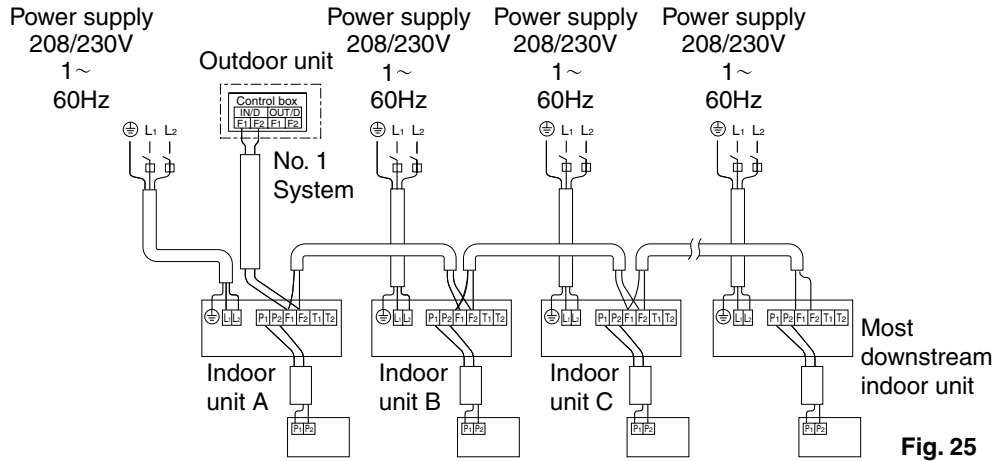 Power supply
208/230V
1~
60Hz
Power supply
208/230V
1~
60Hz
Power supply
208/230V
1~
60Hz
Power supply
208/230V
1~
60Hz
Outdoor unit
Control box
IN/D OUT/D
F1 F2 F1 F2
No. 1
System
L1 L2
L1 L2
L1 L2
L1 L2
L1 L2
P1 P2 F1 F2 T1 T2
L1 L2
P1 P2 F1 F2 T1 T2
L1 L2
P1 P2 F1 F2 T1 T2
L1 L2
P1 P2 F1 F2 T1 T2
Indoor
unit A
Indoor
unit B
Indoor
unit C
Most
downstream
indoor unit
P1 P2
P1 P2
P1 P2
P1 P2
Fig. 25